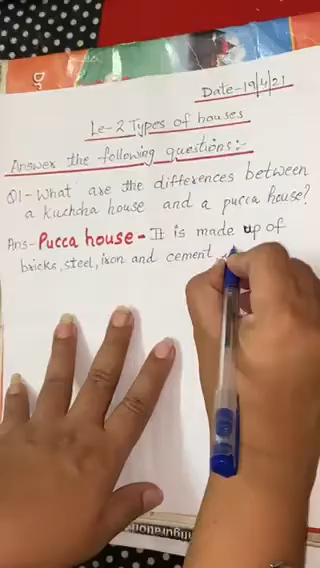 Date-19/4/21
Le-2 Types of houses
Answer the following questions:-
Q1-What are the differences between
a kuchcha house and a pucca house?
Ans-Pucca house- It is made up of
bricks, steel, iron and cement